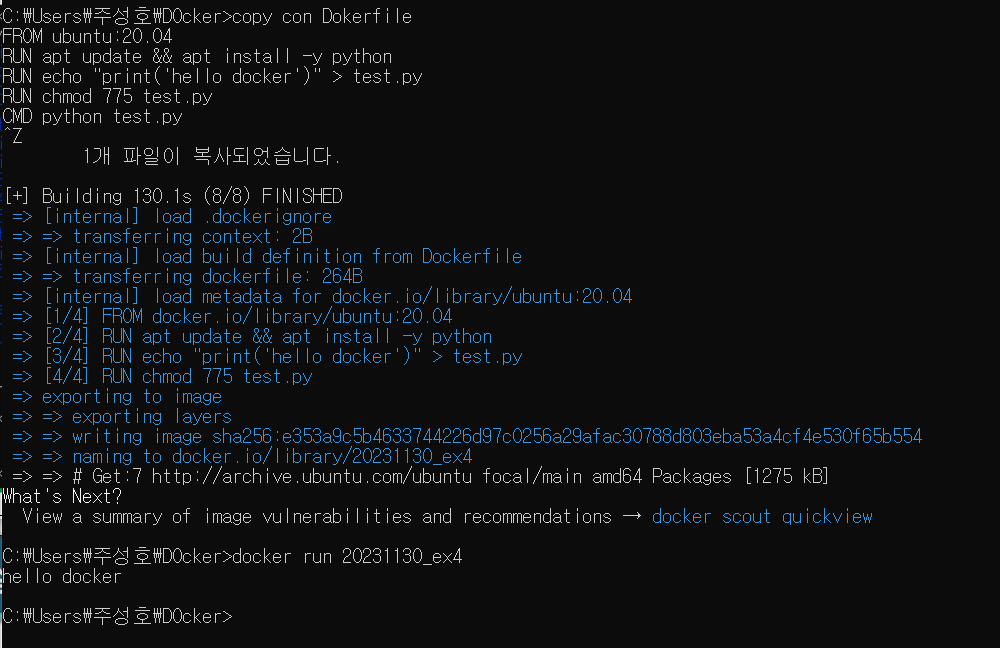 C:\Users\주성호\DOcker>copy con Dokerfile
FROM ubuntu:20.04
RUN apt update && apt install -y python
RUN echo "print('hello docker')" > test.py
RUN chmod 775 test.py
CMD python test.py
^Z
1개 파일이 복사되었습니다.
[+] Building 130.1s (8/8) FINISHED
=> [internal] load .dockerignore
=> => transferring context: 2B
=> [internal] load build definition from Dockerfile
=> => transferring dockerfile: 264B
=> [internal] load metadata for docker.io/library/ubuntu:20.04
=> [1/4] FROM docker.io/library/ubuntu:20.04
=> [2/4] RUN apt update && apt install -y python
=> [3/4] RUN echo "print('hello docker')" > test.py
=> [4/4] RUN chmod 775 test.py
=> exporting to image
=> => exporting layers
=> => writing image sha256:e353a9c5b4633744226d97c0256a29afac30788d803eba53a4cf4e530f65b554
=> => naming to docker.io/library/20231130_ex4
=> => # Get:7 http://archive.ubuntu.com/ubuntu focal/main amd64 Packages [1275 kB]
What's Next?
View a summary of image vulnerabilities and recommendations → docker scout quickview
C:\Users\주성호\DOcker>docker run 20231130_ex4
hello docker
C:\Users\주성호\DOcker>